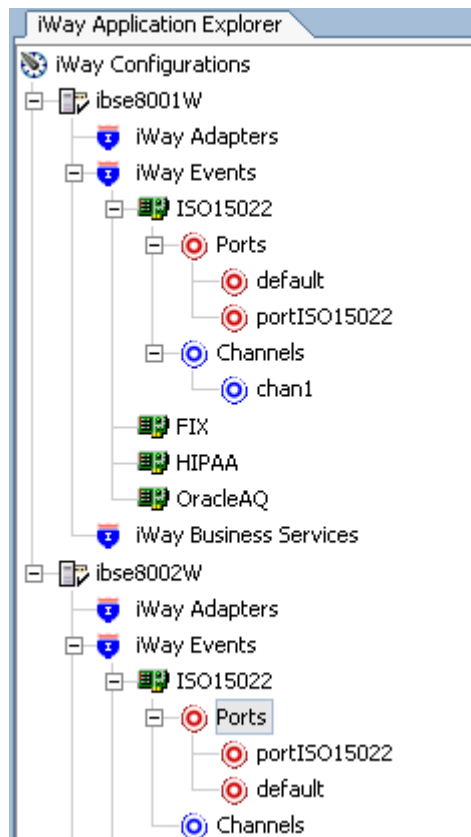 iWay Application Explorer
iWay Configurations
ibse8001W
iWay Adapters
iWay Events
ISO15022
Ports
default
portISO15022
Channels
chan1
FIX
HIPAA
OracleAQ
iWay Business Services
ibse8002W
iWay Adapters
iWay Events
ISO15022
Ports
portISO15022
default
Channels